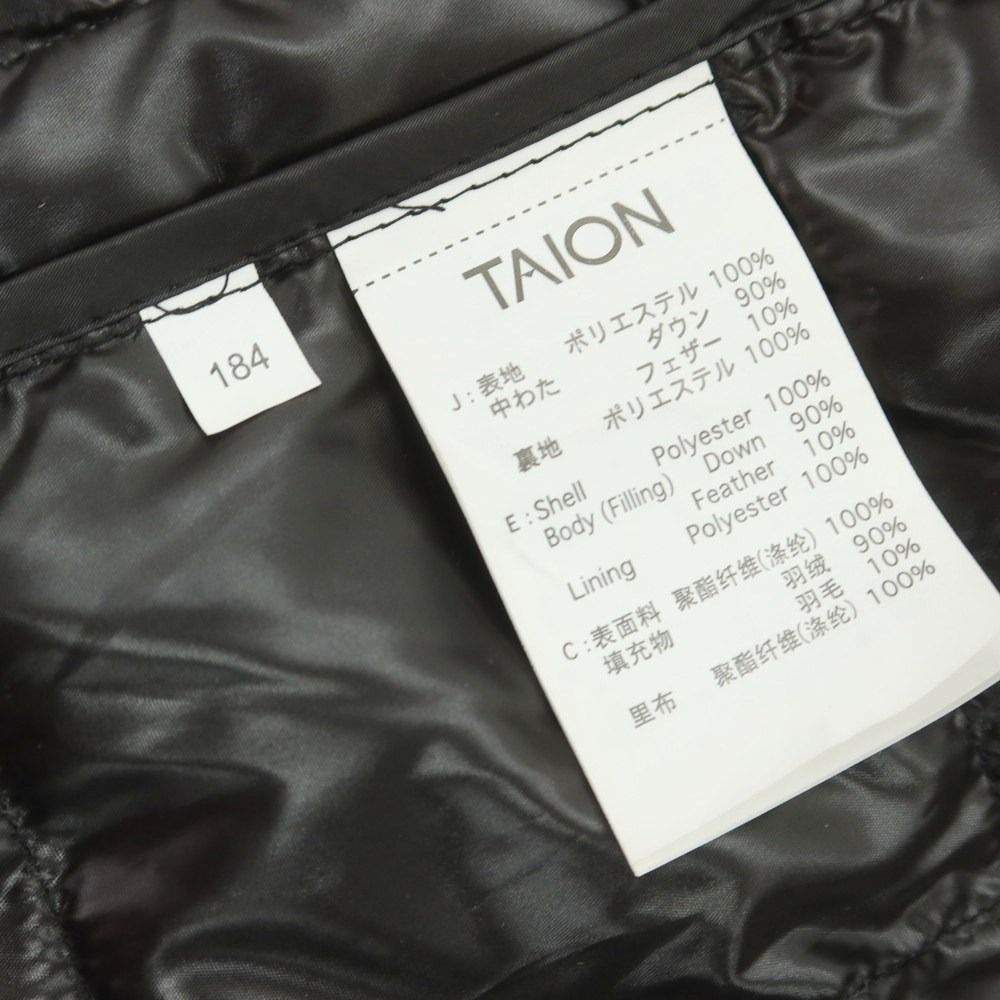 TAION
J : 表地 ポリエステル 100%
中わた ダウン 90%
フェザー 10%
裏地 ポリエステル 100%
E : Shell Polyester 100%
Body (Filling) Down 90%
Feather 10%
Lining Polyester 100%
C : 表面料 聚酯纤维(涤纶) 100%
填充物 羽绒 90%
羽毛 10%
里布 聚酯纤维(涤纶) 100%
184